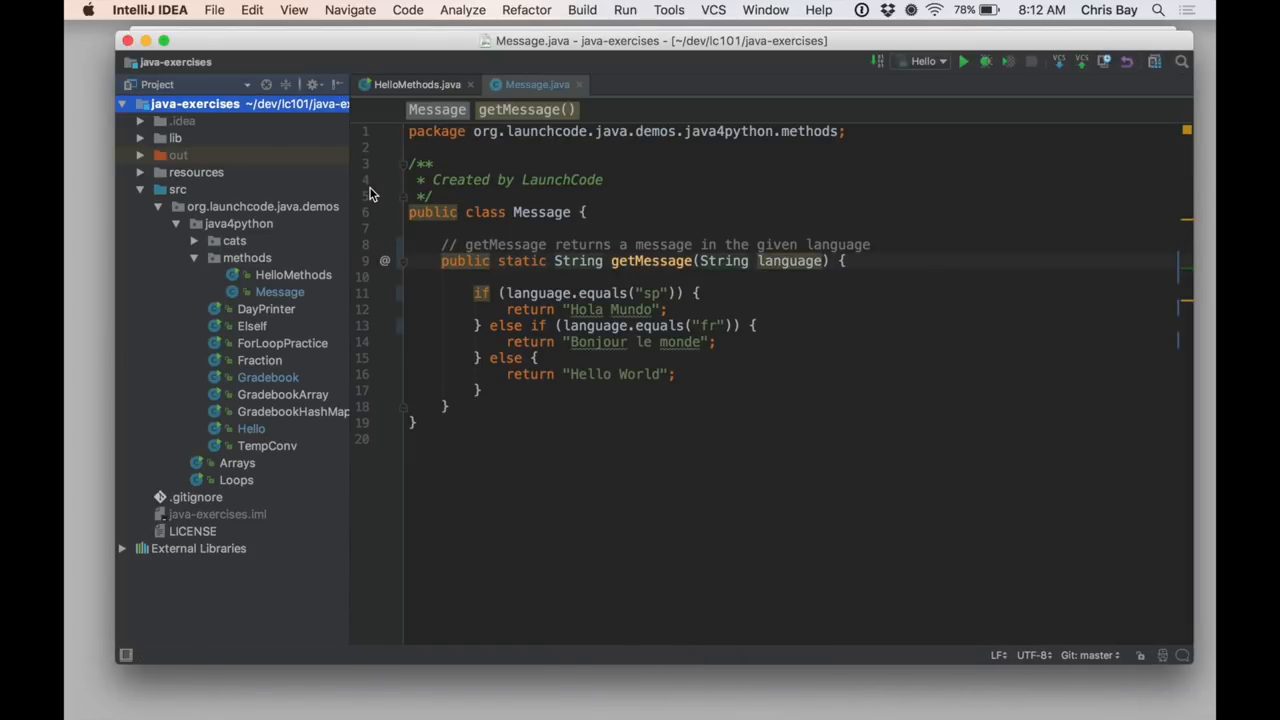 IntelliJ IDEA File Edit View Navigate Code Analyze Refactor Build Run Tools VCS Window Help 78% 8:12 AM Chris Bay
Message.java - java-exercises - [~/dev/lc101/java-exercises]
java-exercises
Hello
Project
HelloMethods.java
Message.java
java-exercises ~/dev/lc101/java-e
.idea
lib
out
resources
src
org.launchcode.java.demos
java4python
cats
methods
HelloMethods
Message
DayPrinter
ElseIf
ForLoopPractice
Fraction
Gradebook
GradebookArray
GradebookHashMap
Hello
TempConv
Arrays
Loops
.gitignore
java-exercises.iml
LICENSE
External Libraries
Message getMessage()
1 package org.launchcode.java.demos.java4python.methods;
2
3 /**
4 * Created by LaunchCode
5 */
6 public class Message {
7
8 // getMessage returns a message in the given language
9 @ public static String getMessage(String language) {
10
11 if (language.equals("sp")) {
12 return "Hola Mundo";
13 } else if (language.equals("fr")) {
14 return "Bonjour le monde";
15 } else {
16 return "Hello World";
17 }
18 }
19 }
20
LF UTF-8 Git: master